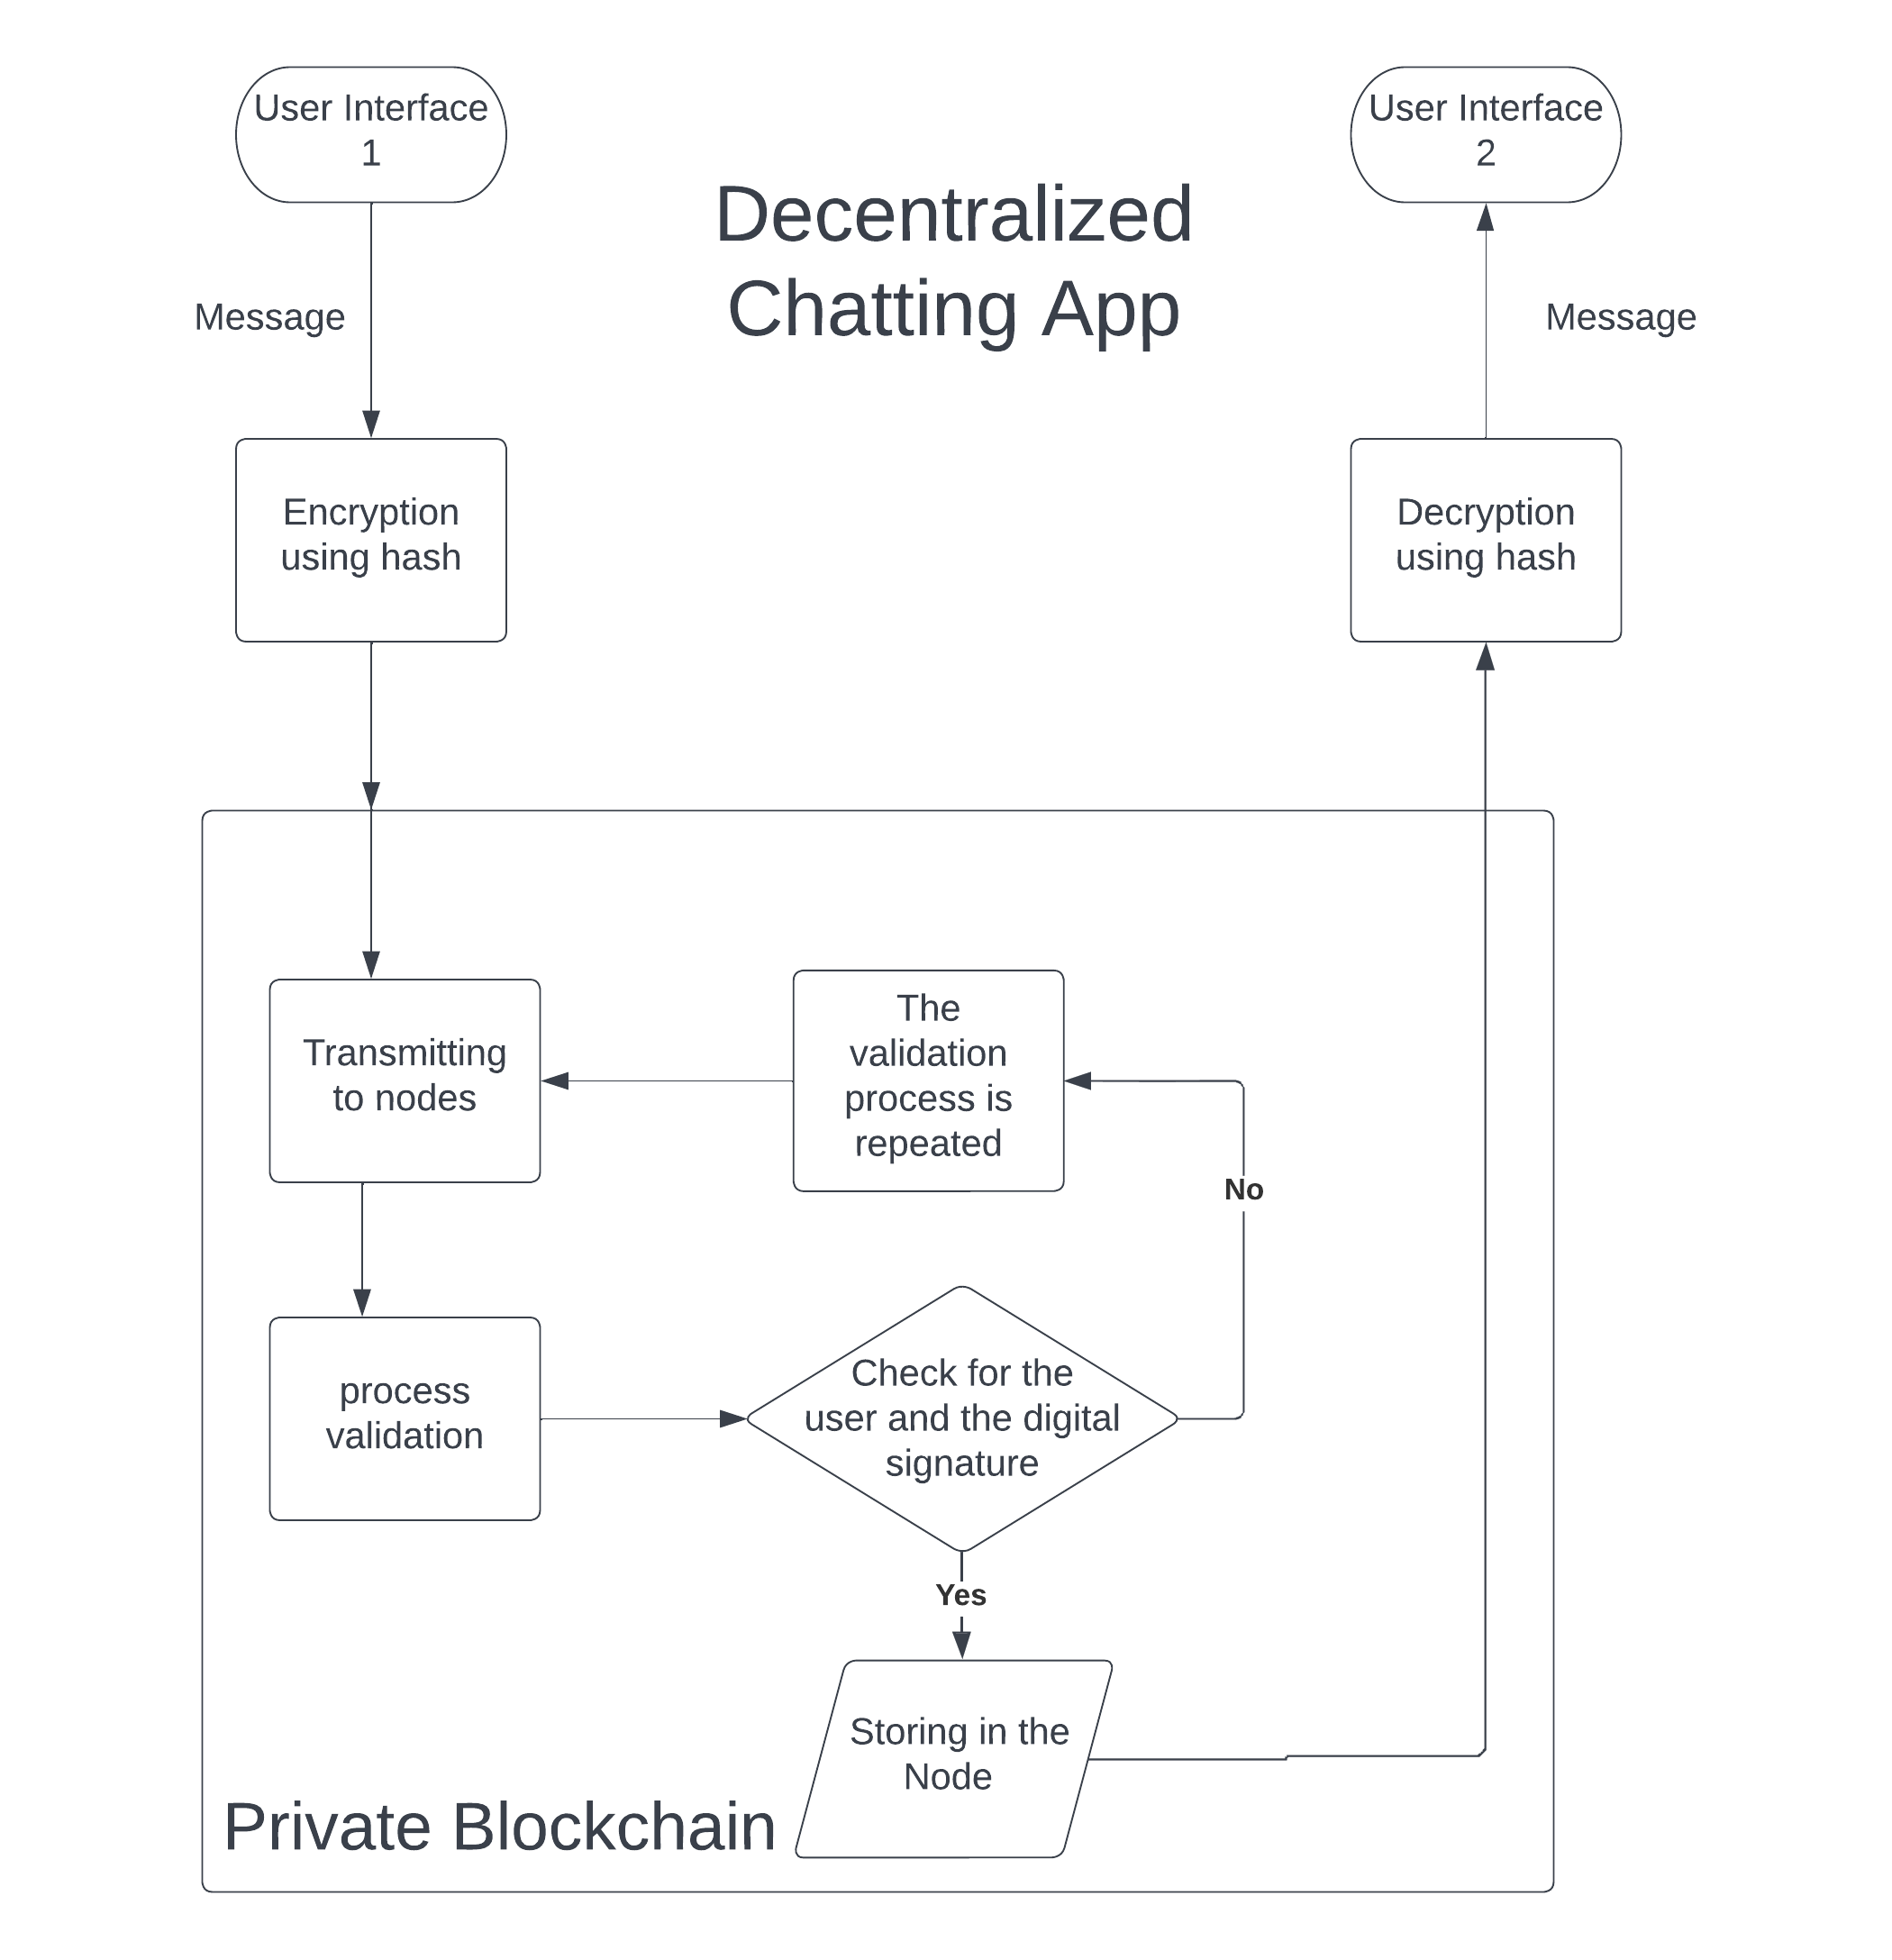 User Interface
1
User Interface
2
Decentralized
Chatting App
Message
Message
Encryption
using hash
Decryption
using hash
Transmitting
to nodes
The
validation
process is
repeated
No
process
validation
Check for the
user and the digital
signature
Yes
Storing in the
Node
Private Blockchain